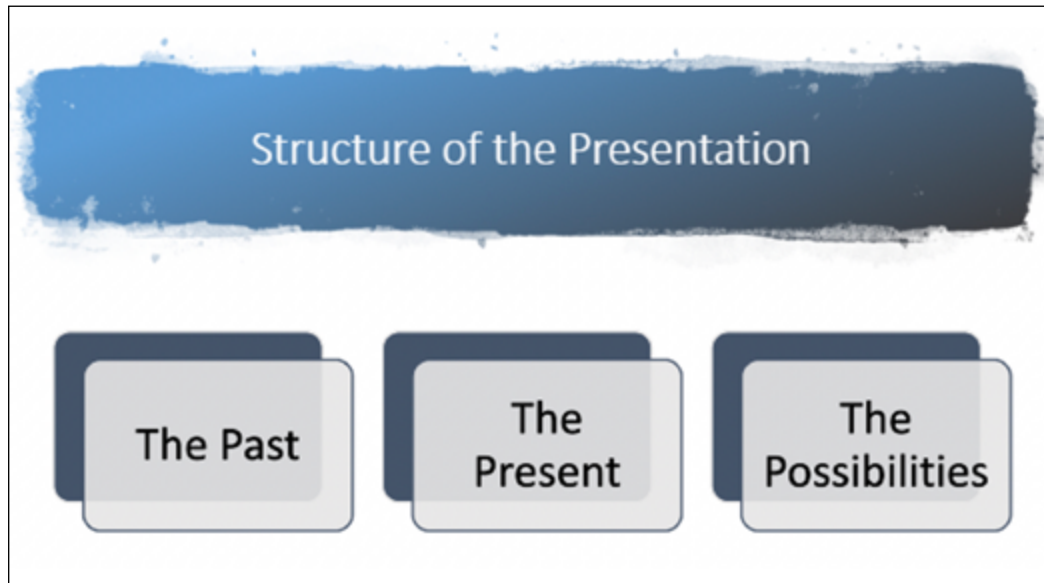 Structure of the Presentation
The Past
The
Present
The
Possibilities